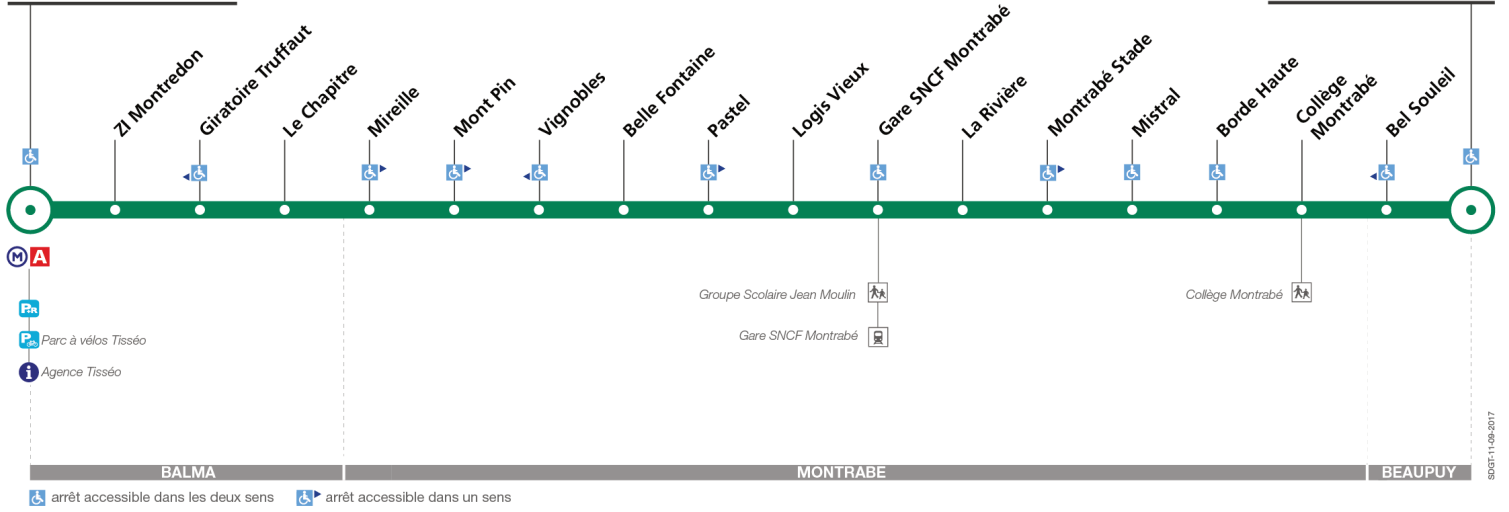 ZI Montredon
Giratoire Truffaut
Le Chapitre
Mireille
Mont Pin
Vignobles
Belle Fontaine
Pastel
Logis Vieux
Gare SNCF Montrabé
La Rivière
Montrabé Stade
Mistral
Borde Haute
Collège
Montrabé
Bel Souleil
M A
P+R
P Parc à vélos Tisséo
i Agence Tisséo
Groupe Scolaire Jean Moulin
Gare SNCF Montrabé
Collège Montrabé
BALMA
MONTRABE
BEAUPUY
arrêt accessible dans les deux sens
arrêt accessible dans un sens
SDGT-11-09-2017